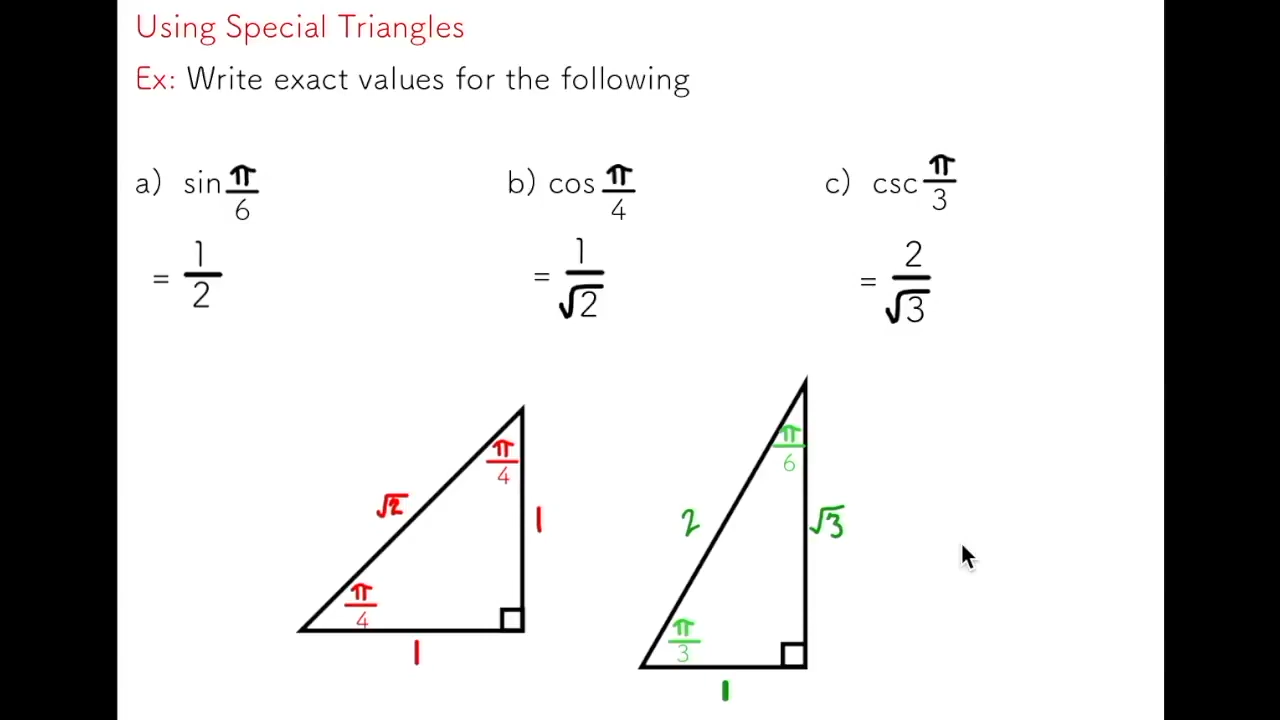 Using Special Triangles
Ex: Write exact values for the following
a) sin π/6
b) cos π/4
c) csc π/3
= 1/2
= 1/√2
= 2/√3
π/4
√2
1
π/4
1
π/6
2
√3
π/3
1